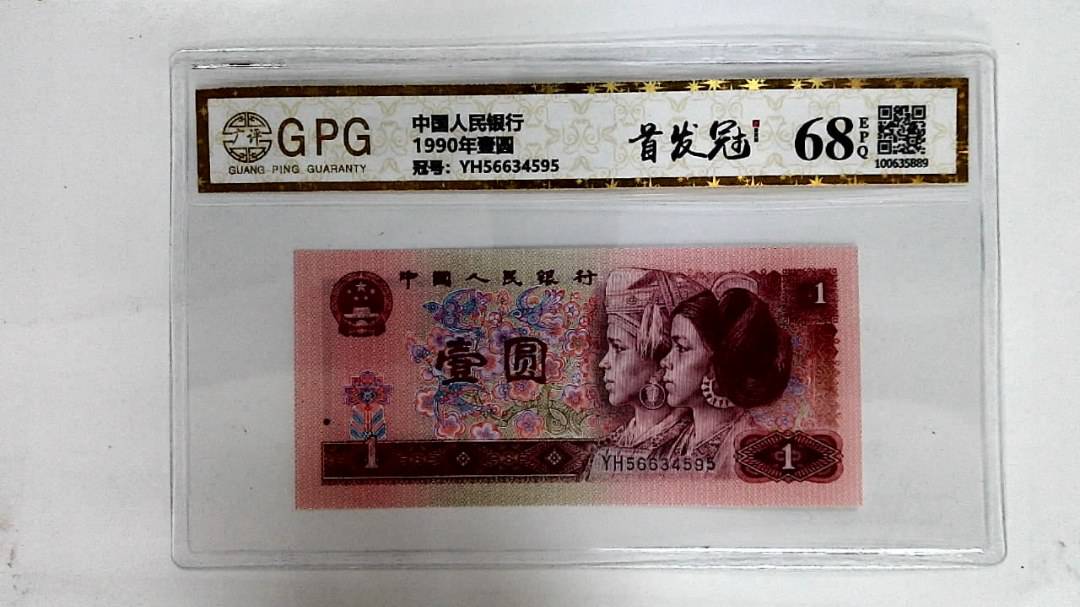 GPG
GUANG PING GUARANTY
中国人民银行
1990年壹圆
冠号：YH56634595
首发冠
68
EPQ
100635889
中國人民銀行
1
壹圆
1
YH56634595
1